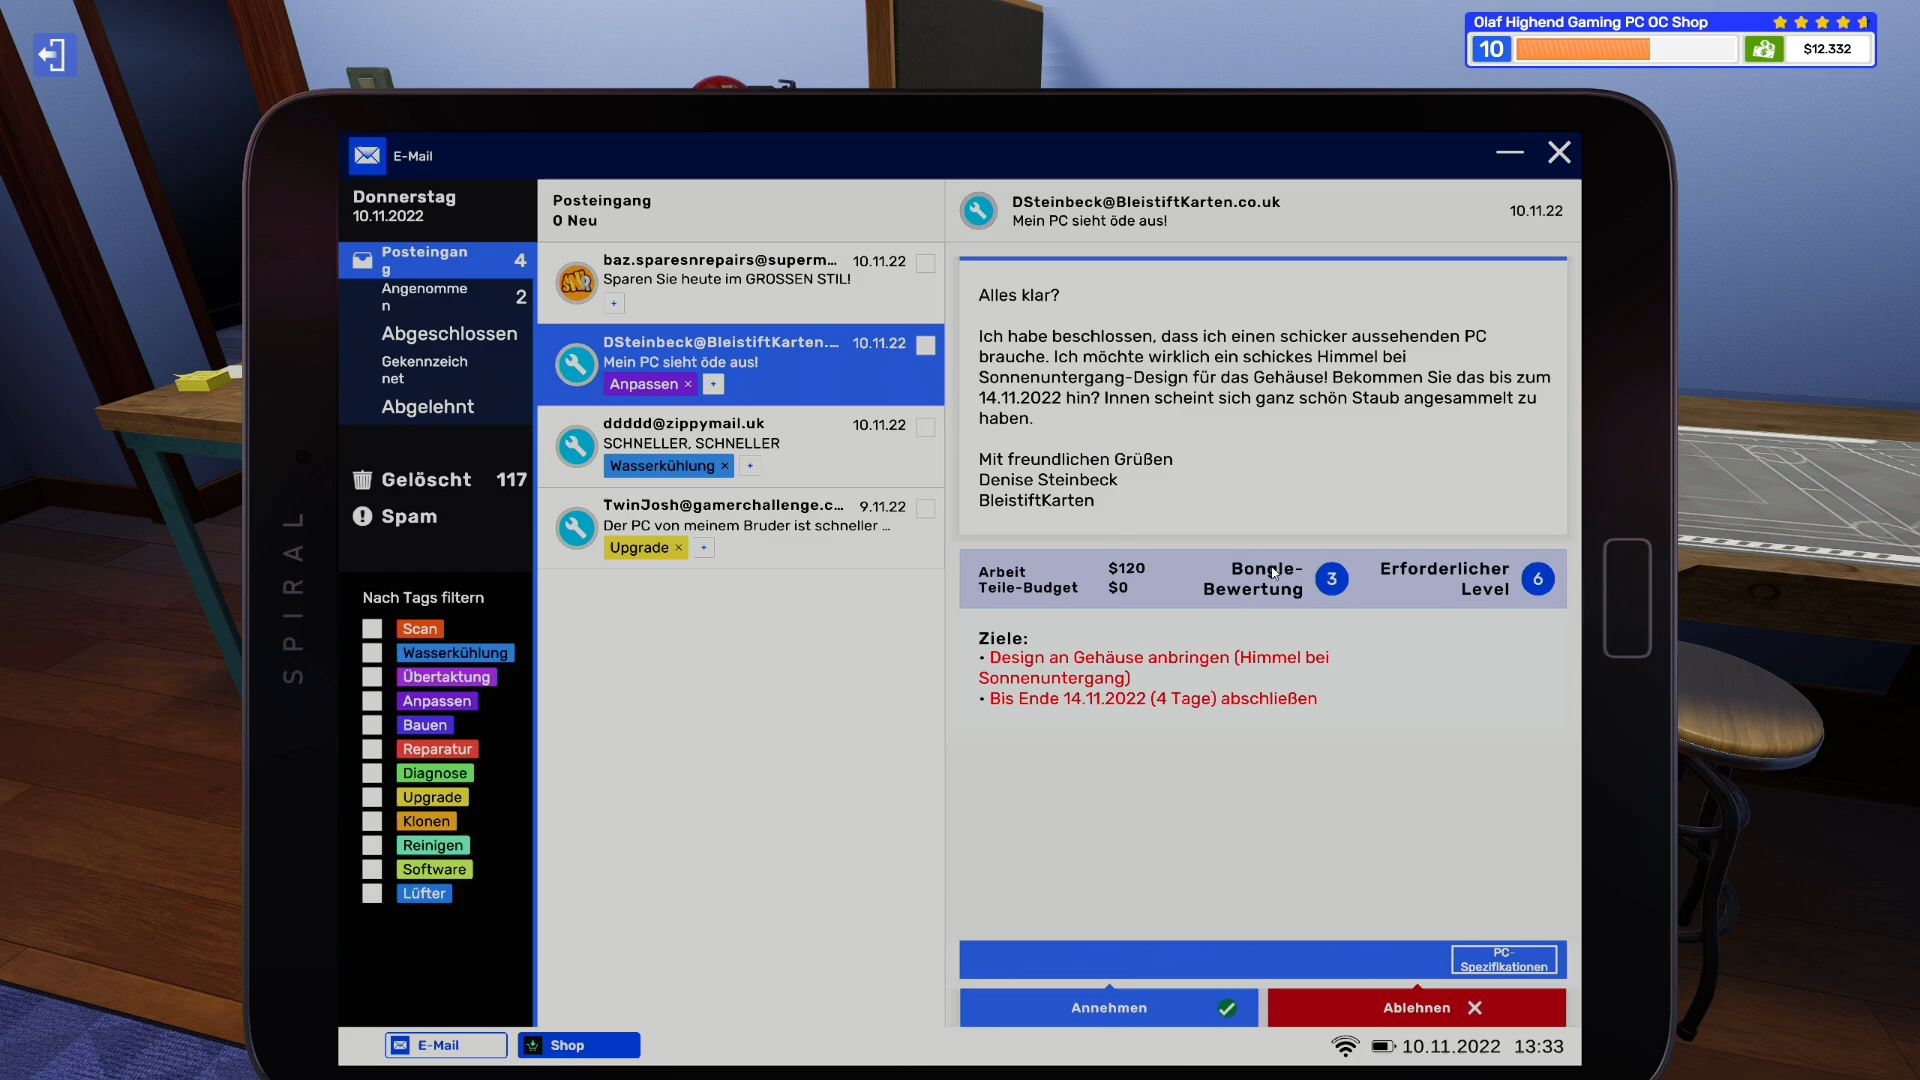 Olaf Highend Gaming PC OC Shop
10
$12.332
E-Mail
Donnerstag
10.11.2022
Posteingan
g
4
Angenomme
n
2
Abgeschlossen
Gekennzeich
net
Abgelehnt
Gelöscht 117
Spam
Nach Tags filtern
Scan
Wasserkühlung
Übertaktung
Anpassen
Bauen
Reparatur
Diagnose
Upgrade
Klonen
Reinigen
Software
Lüfter
Posteingang
0 Neu
baz.sparesnrepairs@superm... 10.11.22
Sparen Sie heute im GROSSEN STIL!
+
DSteinbeck@BleistiftKarten.... 10.11.22
Mein PC sieht öde aus!
Anpassen × +
ddddd@zippymail.uk 10.11.22
SCHNELLER, SCHNELLER
Wasserkühlung × +
TwinJosh@gamerchallenge.c... 9.11.22
Der PC von meinem Bruder ist schneller ...
Upgrade × +
DSteinbeck@BleistiftKarten.co.uk
Mein PC sieht öde aus!
10.11.22
Alles klar?
Ich habe beschlossen, dass ich einen schicker aussehenden PC
brauche. Ich möchte wirklich ein schickes Himmel bei
Sonnenuntergang-Design für das Gehäuse! Bekommen Sie das bis zum
14.11.2022 hin? Innen scheint sich ganz schön Staub angesammelt zu
haben.
Mit freundlichen Grüßen
Denise Steinbeck
BleistiftKarten
Arbeit $120
Teile-Budget $0
Bongle-
Bewertung
3
Erforderlicher
Level
6
Ziele:
• Design an Gehäuse anbringen (Himmel bei
Sonnenuntergang)
• Bis Ende 14.11.2022 (4 Tage) abschließen
PC-
Spezifikationen
Annehmen
Ablehnen
E-Mail
Shop
10.11.2022 13:33
SPIRAL